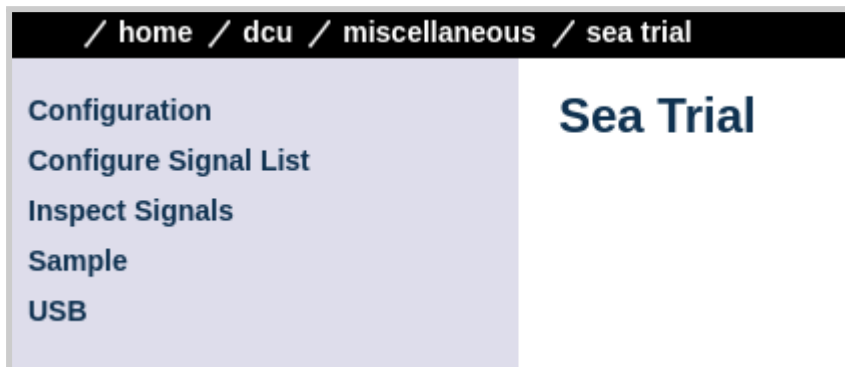 / home / dcu / miscellaneous / sea trial
Configuration
Configure Signal List
Inspect Signals
Sample
USB
Sea Trial